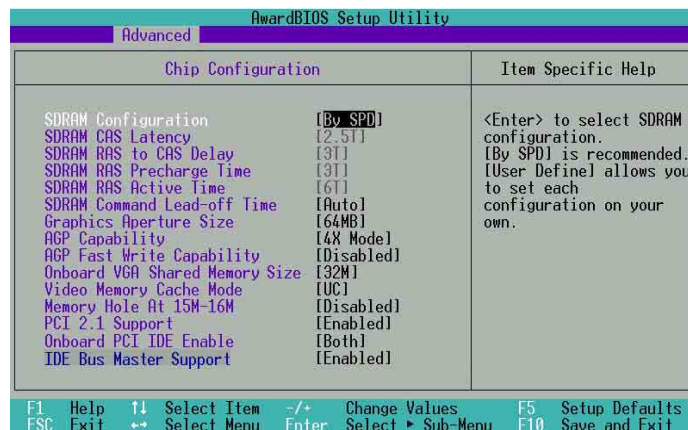 AwardBIOS Setup Utility
Advanced
Chip Configuration
Item Specific Help
SDRAM Configuration [By SPD]
SDRAM CAS Latency [2.5T]
SDRAM RAS to CAS Delay [3T]
SDRAM RAS Precharge Time [3T]
SDRAM RAS Active Time [6T]
SDRAM Command Lead-off Time [Auto]
Graphics Aperture Size [64MB]
AGP Capability [4X Mode]
AGP Fast Write Capability [Disabled]
Onboard VGA Shared Memory Size [32M]
Video Memory Cache Mode [UC]
Memory Hole At 15M-16M [Disabled]
PCI 2.1 Support [Enabled]
Onboard PCI IDE Enable [Both]
IDE Bus Master Support [Enabled]
<Enter> to select SDRAM
configuration.
[By SPD] is recommended.
[User Define] allows you
to set each
configuration on your
own.
F1 Help ↑↓ Select Item -/+ Change Values F5 Setup Defaults
ESC Exit ↔ Select Menu Enter Select ▶ Sub-Menu F10 Save and Exit